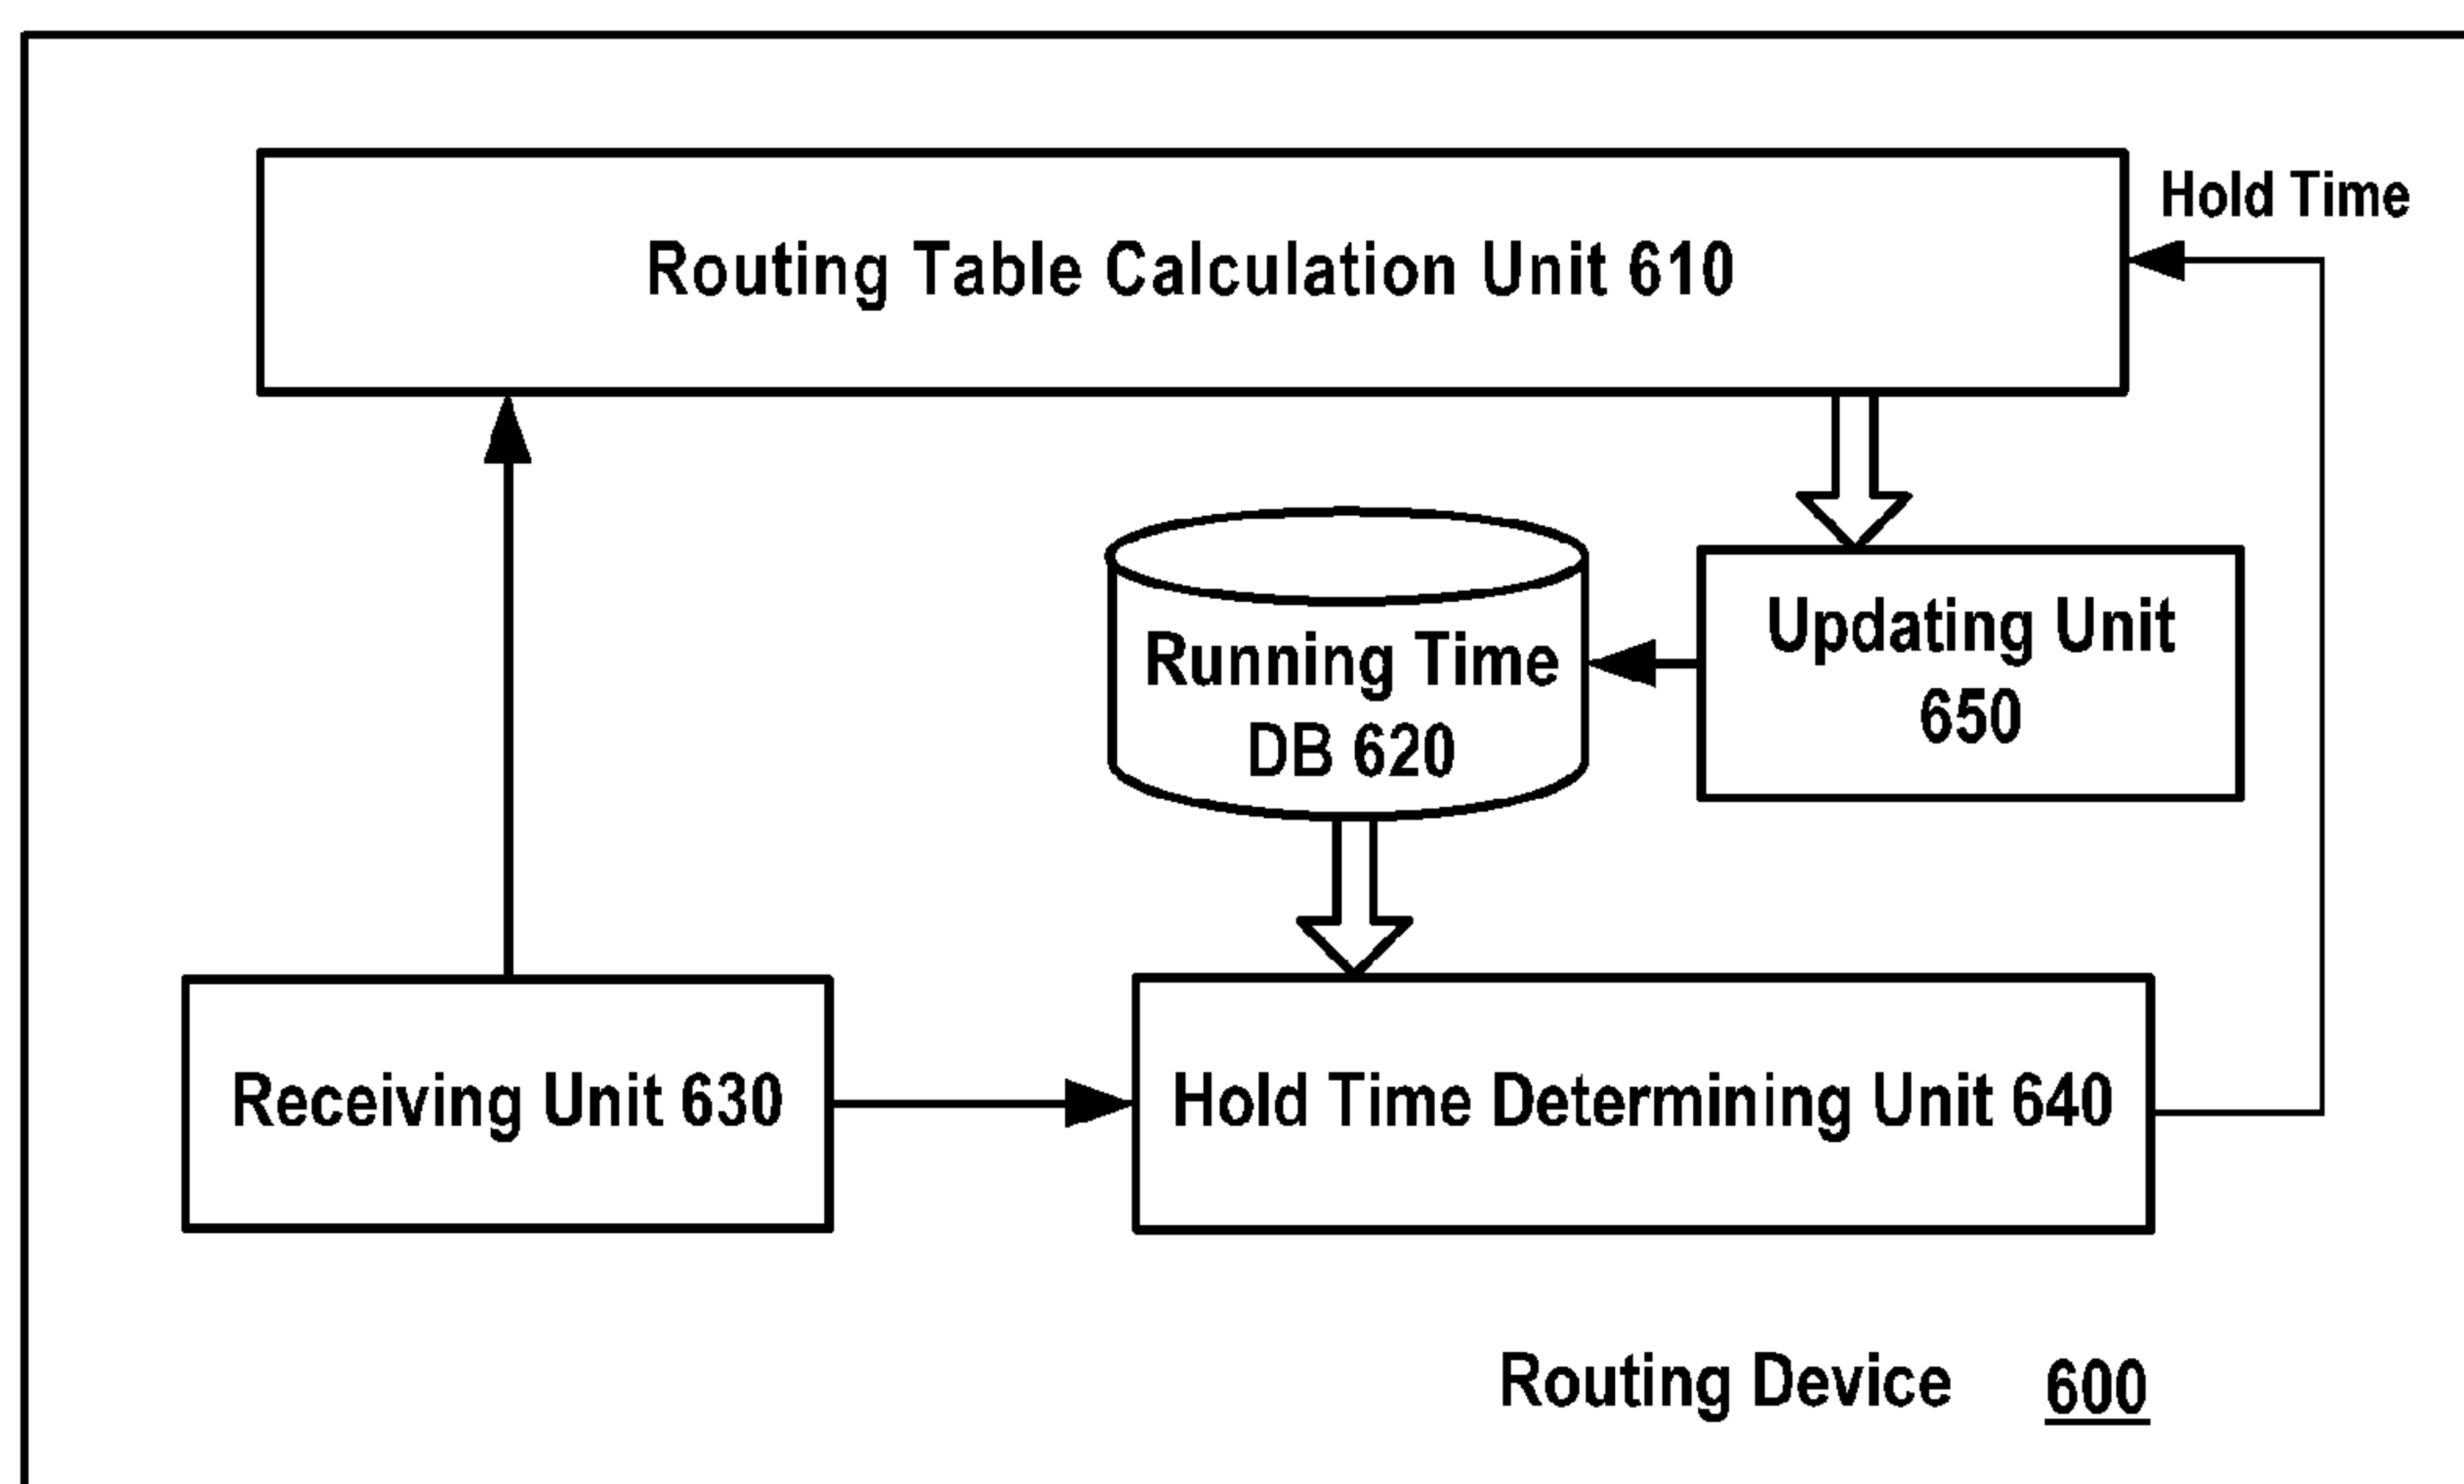 Hold Time
Routing Table Calculation Unit 610
Updating Unit
650
Running Time
DB 620
Receiving Unit 630
Hold Time Determining Unit 640
Routing Device 600